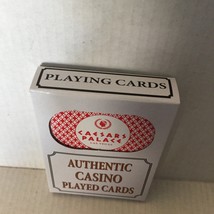 PLAYING CARDS
CAESARS
PALACE
AUTHENTIC
CASINO
PLAYED CARDS